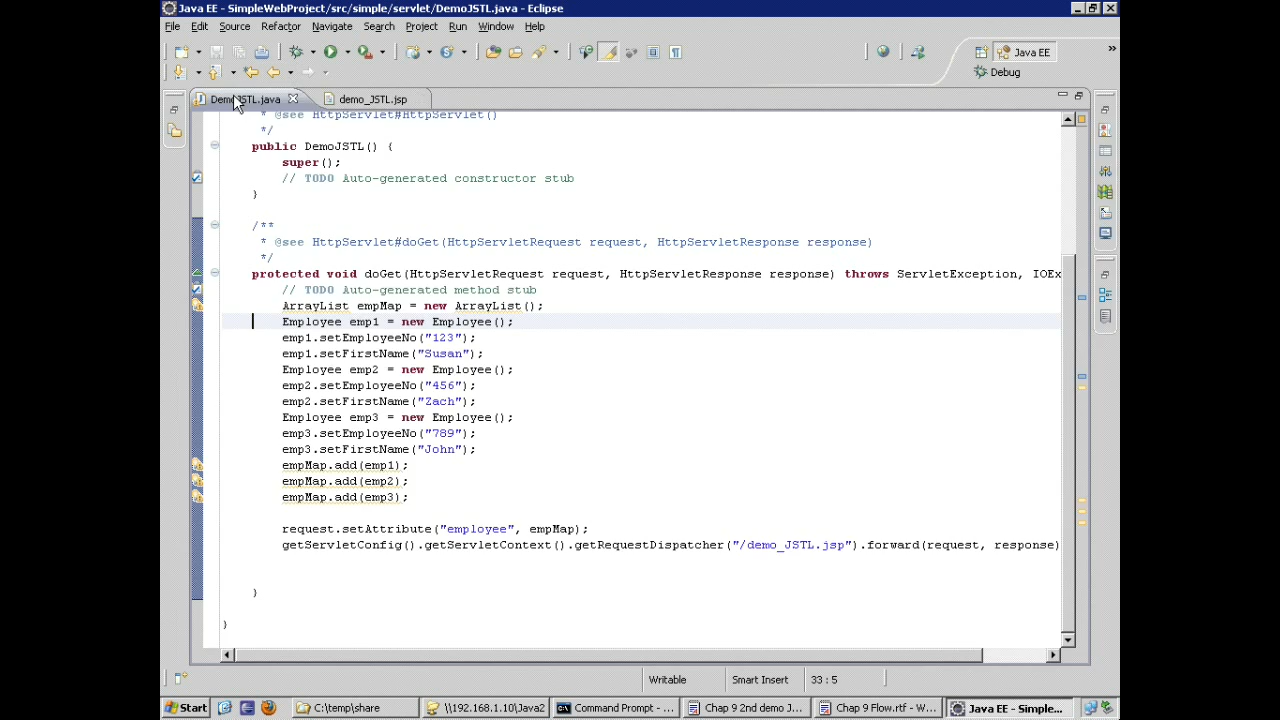 Java EE - SimpleWebProject/src/simple/servlet/DemoJSTL.java - Eclipse
File Edit Source Refactor Navigate Search Project Run Window Help
Java EE
Debug
DemoJSTL.java demo_JSTL.jsp
* @see HttpServlet#HttpServlet()
*/
public DemoJSTL() {
super();
// TODO Auto-generated constructor stub
}
/**
* @see HttpServlet#doGet(HttpServletRequest request, HttpServletResponse response)
*/
protected void doGet(HttpServletRequest request, HttpServletResponse response) throws ServletException, IOEx
// TODO Auto-generated method stub
ArrayList empMap = new ArrayList();
Employee emp1 = new Employee();
emp1.setEmployeeNo("123");
emp1.setFirstName("Susan");
Employee emp2 = new Employee();
emp2.setEmployeeNo("456");
emp2.setFirstName("Zach");
Employee emp3 = new Employee();
emp3.setEmployeeNo("789");
emp3.setFirstName("John");
empMap.add(emp1);
empMap.add(emp2);
empMap.add(emp3);
request.setAttribute("employee", empMap);
getServletConfig().getServletContext().getRequestDispatcher("/demo_JSTL.jsp").forward(request, response)
}
}
Writable Smart Insert 33 : 5
Start C:\temp\share \\192.168.1.10\Java2 Command Prompt - ... Chap 9 2nd demo J... Chap 9 Flow.rtf - W... Java EE - Simple...